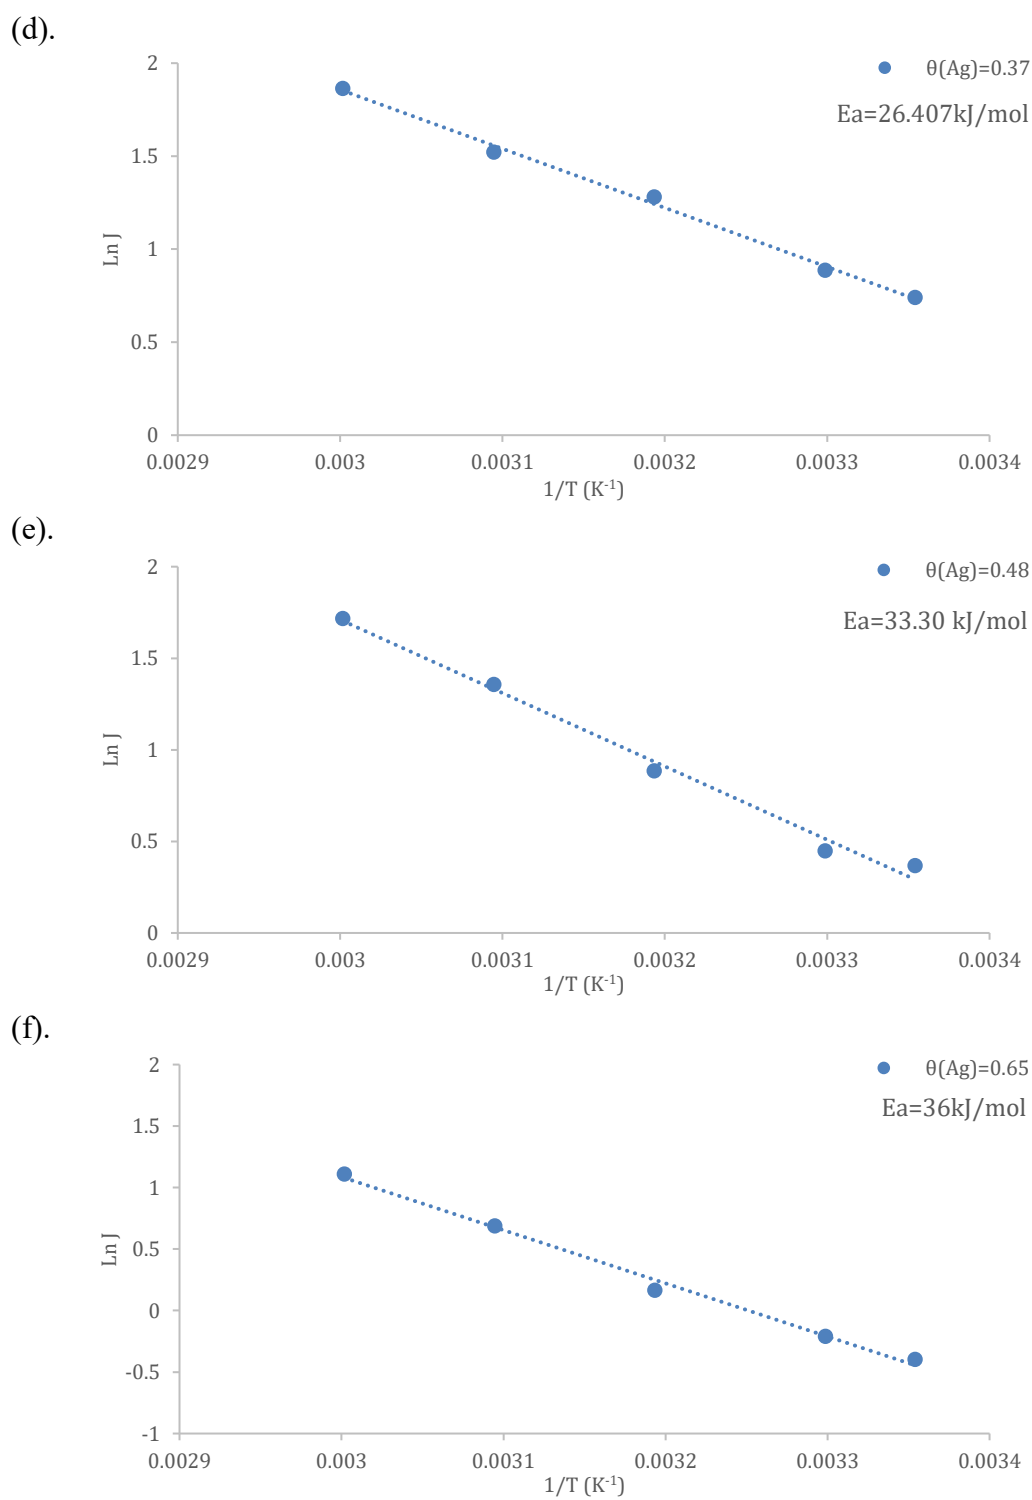 (d).
2
θ(Ag)=0.37
Ea=26.407kJ/mol
1.5
Ln J
1
0.5
0
0.0029 0.003 0.0031 0.0032 0.0033 0.0034
1/T (K⁻¹)
(e).
2
θ(Ag)=0.48
Ea=33.30 kJ/mol
1.5
Ln J
1
0.5
0
0.0029 0.003 0.0031 0.0032 0.0033 0.0034
1/T (K⁻¹)
(f).
2
θ(Ag)=0.65
Ea=36kJ/mol
1.5
1
0.5
Ln J
0
-0.5
-1
0.0029 0.003 0.0031 0.0032 0.0033 0.0034
1/T (K⁻¹)